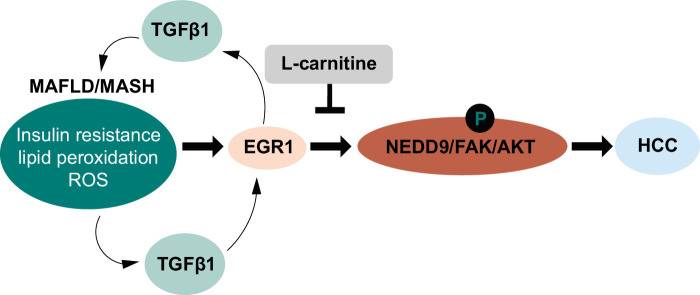 TGFβ1
L-carnitine
MAFLD/MASH
Insulin resistance
lipid peroxidation
ROS
EGR1
P
NEDD9/FAK/AKT
HCC
TGFβ1